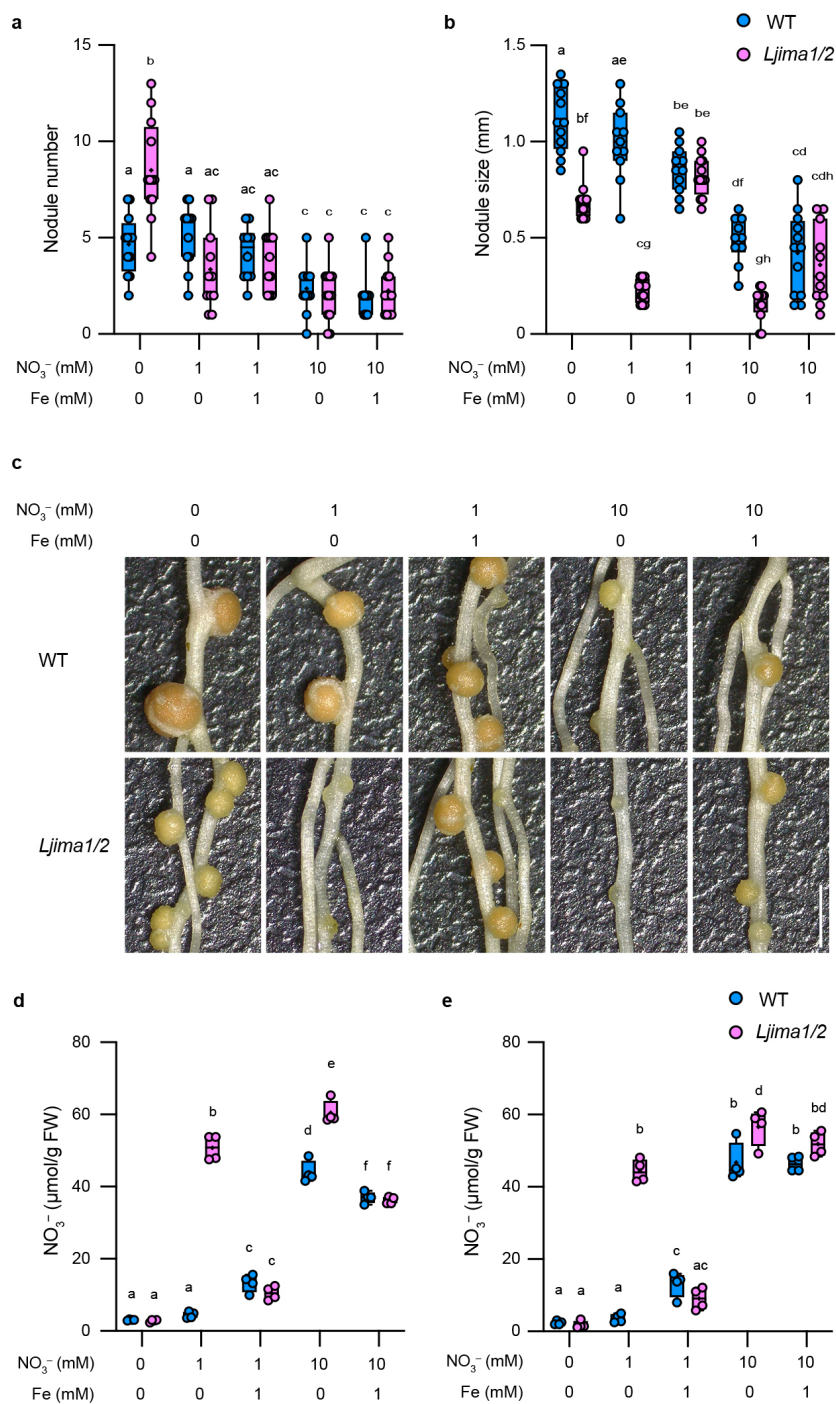 a
b
WT
Ljima1/2
15
10
5
0
Nodule number
b
a
a
ac
ac
ac
c
c
c
c
NO₃⁻ (mM)
0
1
1
10
10
Fe (mM)
0
0
1
0
1
1.5
1.0
0.5
0
Nodule size (mm)
a
bf
ae
cg
be
be
df
gh
cd
cdh
NO₃⁻ (mM)
0
1
1
10
10
Fe (mM)
0
0
1
0
1
c
NO₃⁻ (mM)
0
1
1
10
10
Fe (mM)
0
0
1
0
1
WT
Ljima1/2
d
e
WT
Ljima1/2
80
60
40
20
0
NO₃⁻ (μmol/g FW)
a
a
a
b
c
c
d
e
f
f
NO₃⁻ (mM)
0
1
1
10
10
Fe (mM)
0
0
1
0
1
80
60
40
20
0
NO₃⁻ (μmol/g FW)
a
a
a
b
c
ac
b
d
b
bd
NO₃⁻ (mM)
0
1
1
10
10
Fe (mM)
0
0
1
0
1